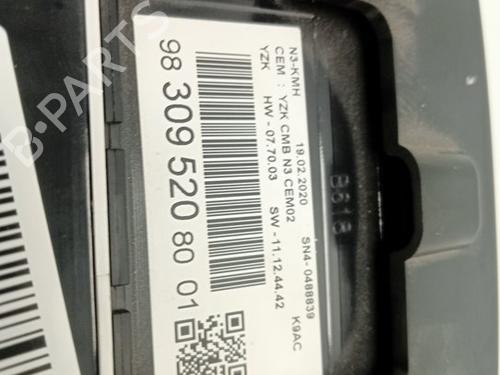 N3-KMH
19.02.2020
SN4-0488839
K9AC
CEM : YZK CMB N3 CEM02
YZK
HW - 07.70.03
SW - 11.12.44.42
98 309 520 80 01
B618
B-PARTS